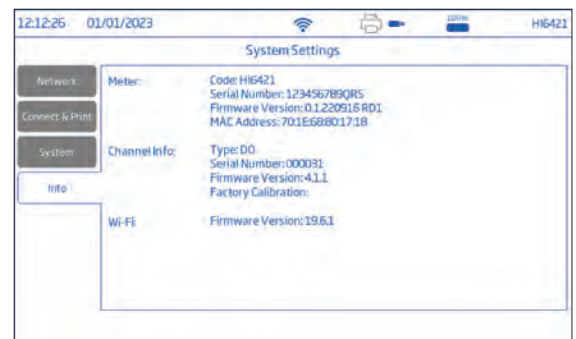 12:12:26 01/01/2023 100% HI6421
System Settings
Network
Connect & Print
System
Info
Meter: Code: HI6421
Serial Number: 1234567890RS
Firmware Version: 0.1.220916 RD1
MAC Address: 70:1E:68:80:17:18
Channel Info: Type: DO
Serial Number: 000031
Firmware Version: 4.1.1
Factory Calibration:
Wi-Fi: Firmware Version: 19.6.1